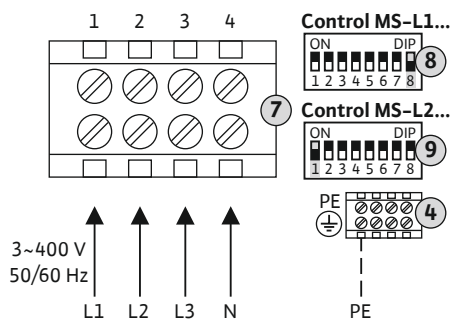 1 2 3 4
7
3~400 V
50/60 Hz
L1 L2 L3 N
Control MS-L1...
ON DIP
1 2 3 4 5 6 7 8
8
Control MS-L2...
ON DIP
1 2 3 4 5 6 7 8
9
PE
4
PE